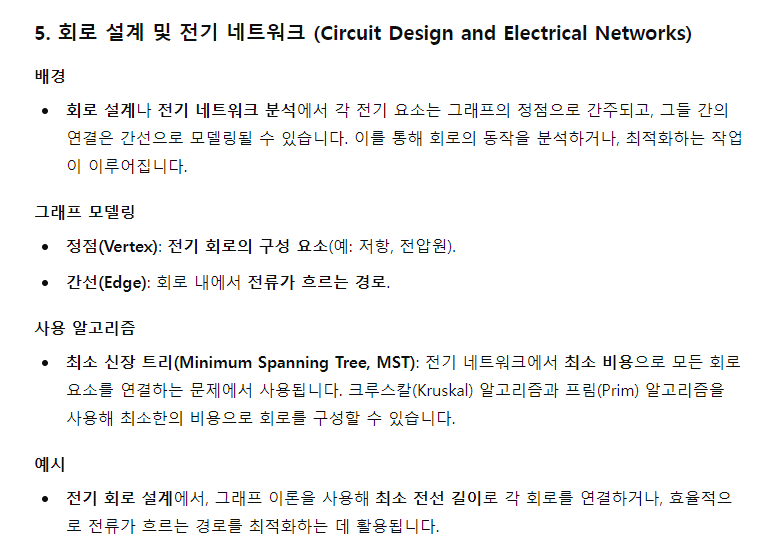 5. 회로 설계 및 전기 네트워크 (Circuit Design and Electrical Networks)
배경
• 회로 설계나 전기 네트워크 분석에서 각 전기 요소는 그래프의 정점으로 간주되고, 그들 간의
연결은 간선으로 모델링될 수 있습니다. 이를 통해 회로의 동작을 분석하거나, 최적화하는 작업
이 이루어집니다.
그래프 모델링
• 정점(Vertex): 전기 회로의 구성 요소(예: 저항, 전압원).
• 간선(Edge): 회로 내에서 전류가 흐르는 경로.
사용 알고리즘
• 최소 신장 트리(Minimum Spanning Tree, MST): 전기 네트워크에서 최소 비용으로 모든 회로
요소를 연결하는 문제에서 사용됩니다. 크루스칼(Kruskal) 알고리즘과 프림(Prim) 알고리즘을
사용해 최소한의 비용으로 회로를 구성할 수 있습니다.
예시
• 전기 회로 설계에서, 그래프 이론을 사용해 최소 전선 길이로 각 회로를 연결하거나, 효율적으
로 전류가 흐르는 경로를 최적화하는 데 활용됩니다.